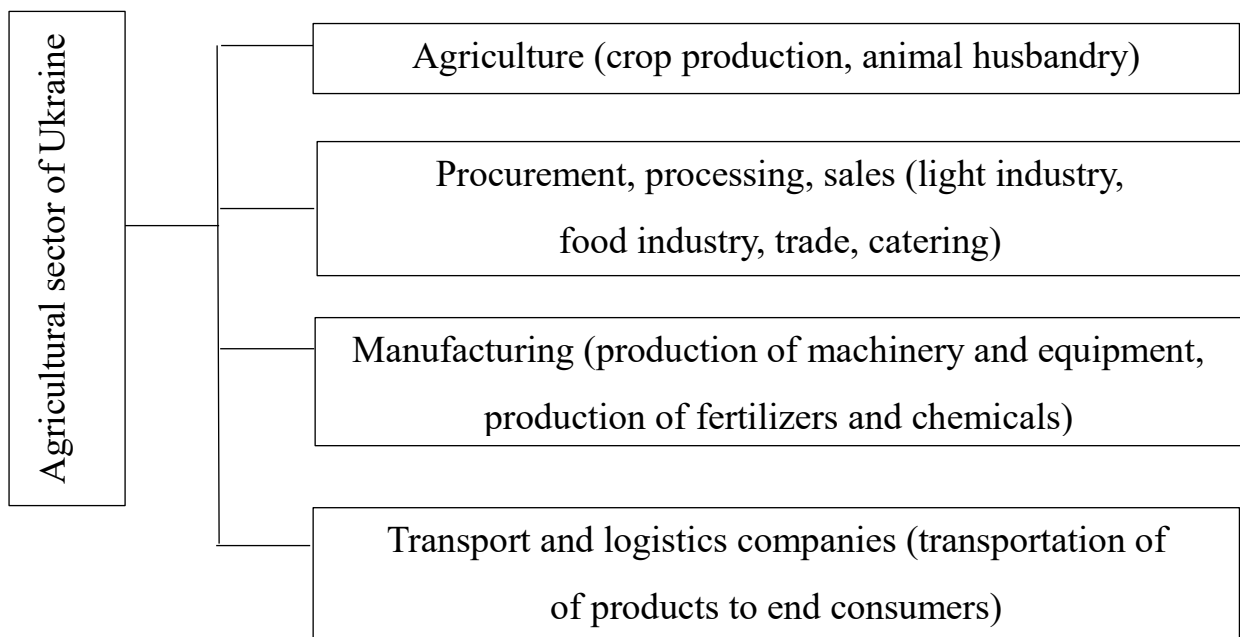 Agricultural sector of Ukraine
Agriculture (crop production, animal husbandry)
Procurement, processing, sales (light industry,
food industry, trade, catering)
Manufacturing (production of machinery and equipment,
production of fertilizers and chemicals)
Transport and logistics companies (transportation of
of products to end consumers)